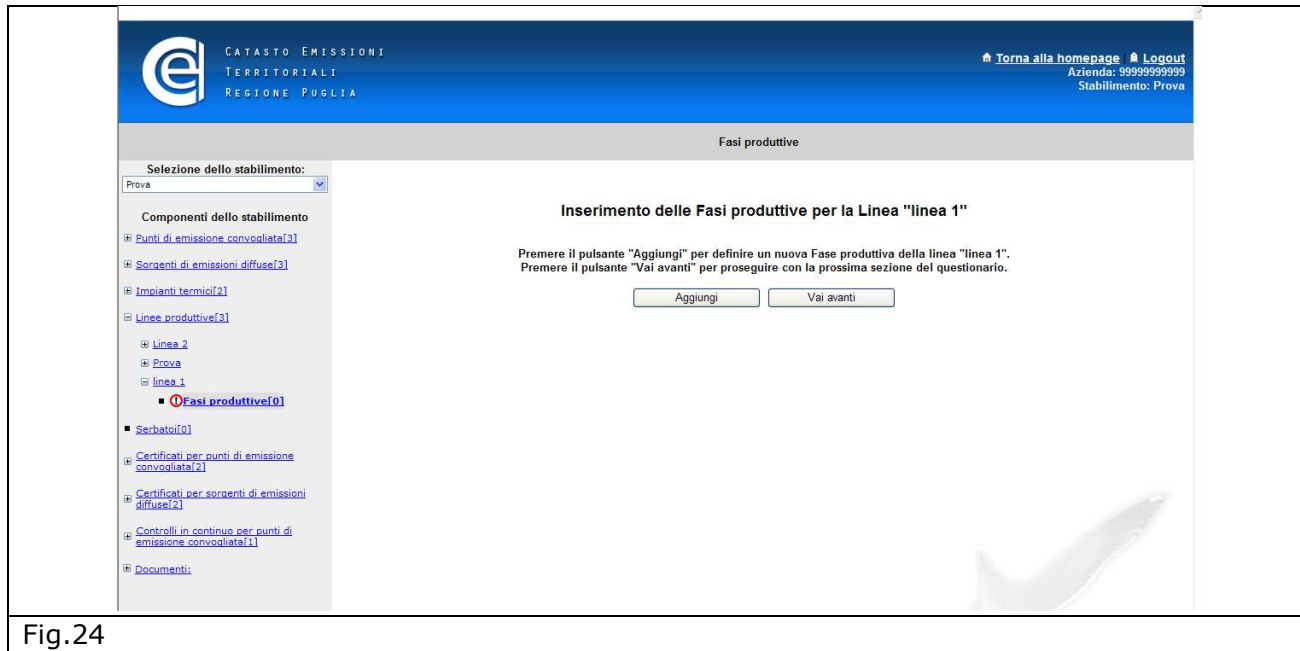 CATASTO EMISSIONI
TERRITORIALI
REGIONE PUGLIA
Torna alla homepage | Logout
Azienda: 99999999999
Stabilimento: Prova
Fasi produttive
Selezione dello stabilimento:
Prova
Componenti dello stabilimento
Punti di emissione convogliata[3]
Sorgenti di emissioni diffuse[3]
Impianti termici[2]
Linee produttive[3]
Linea 2
Prova
linea 1
Fasi produttive[0]
Serbatoi[0]
Certificati per punti di emissione
convogliata[2]
Certificati per sorgenti di emissioni
diffuse[2]
Controlli in continuo per punti di
emissione convogliata[1]
Documenti:
Inserimento delle Fasi produttive per la Linea "linea 1"
Premere il pulsante "Aggiungi" per definire un nuova Fase produttiva della linea "linea 1".
Premere il pulsante "Vai avanti" per proseguire con la prossima sezione del questionario.
Aggiungi
Vai avanti
Fig.24